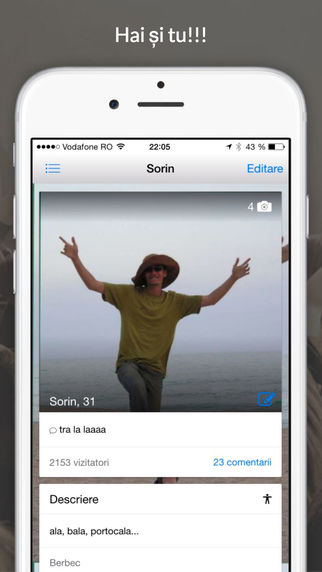 Hai și tu!!!
Vodafone RO 22:05 43 %
Sorin Editare
4
Sorin, 31
tra la laaaa
2153 vizitatori 23 comentarii
Descriere
ala, bala, portocala...
Berbec